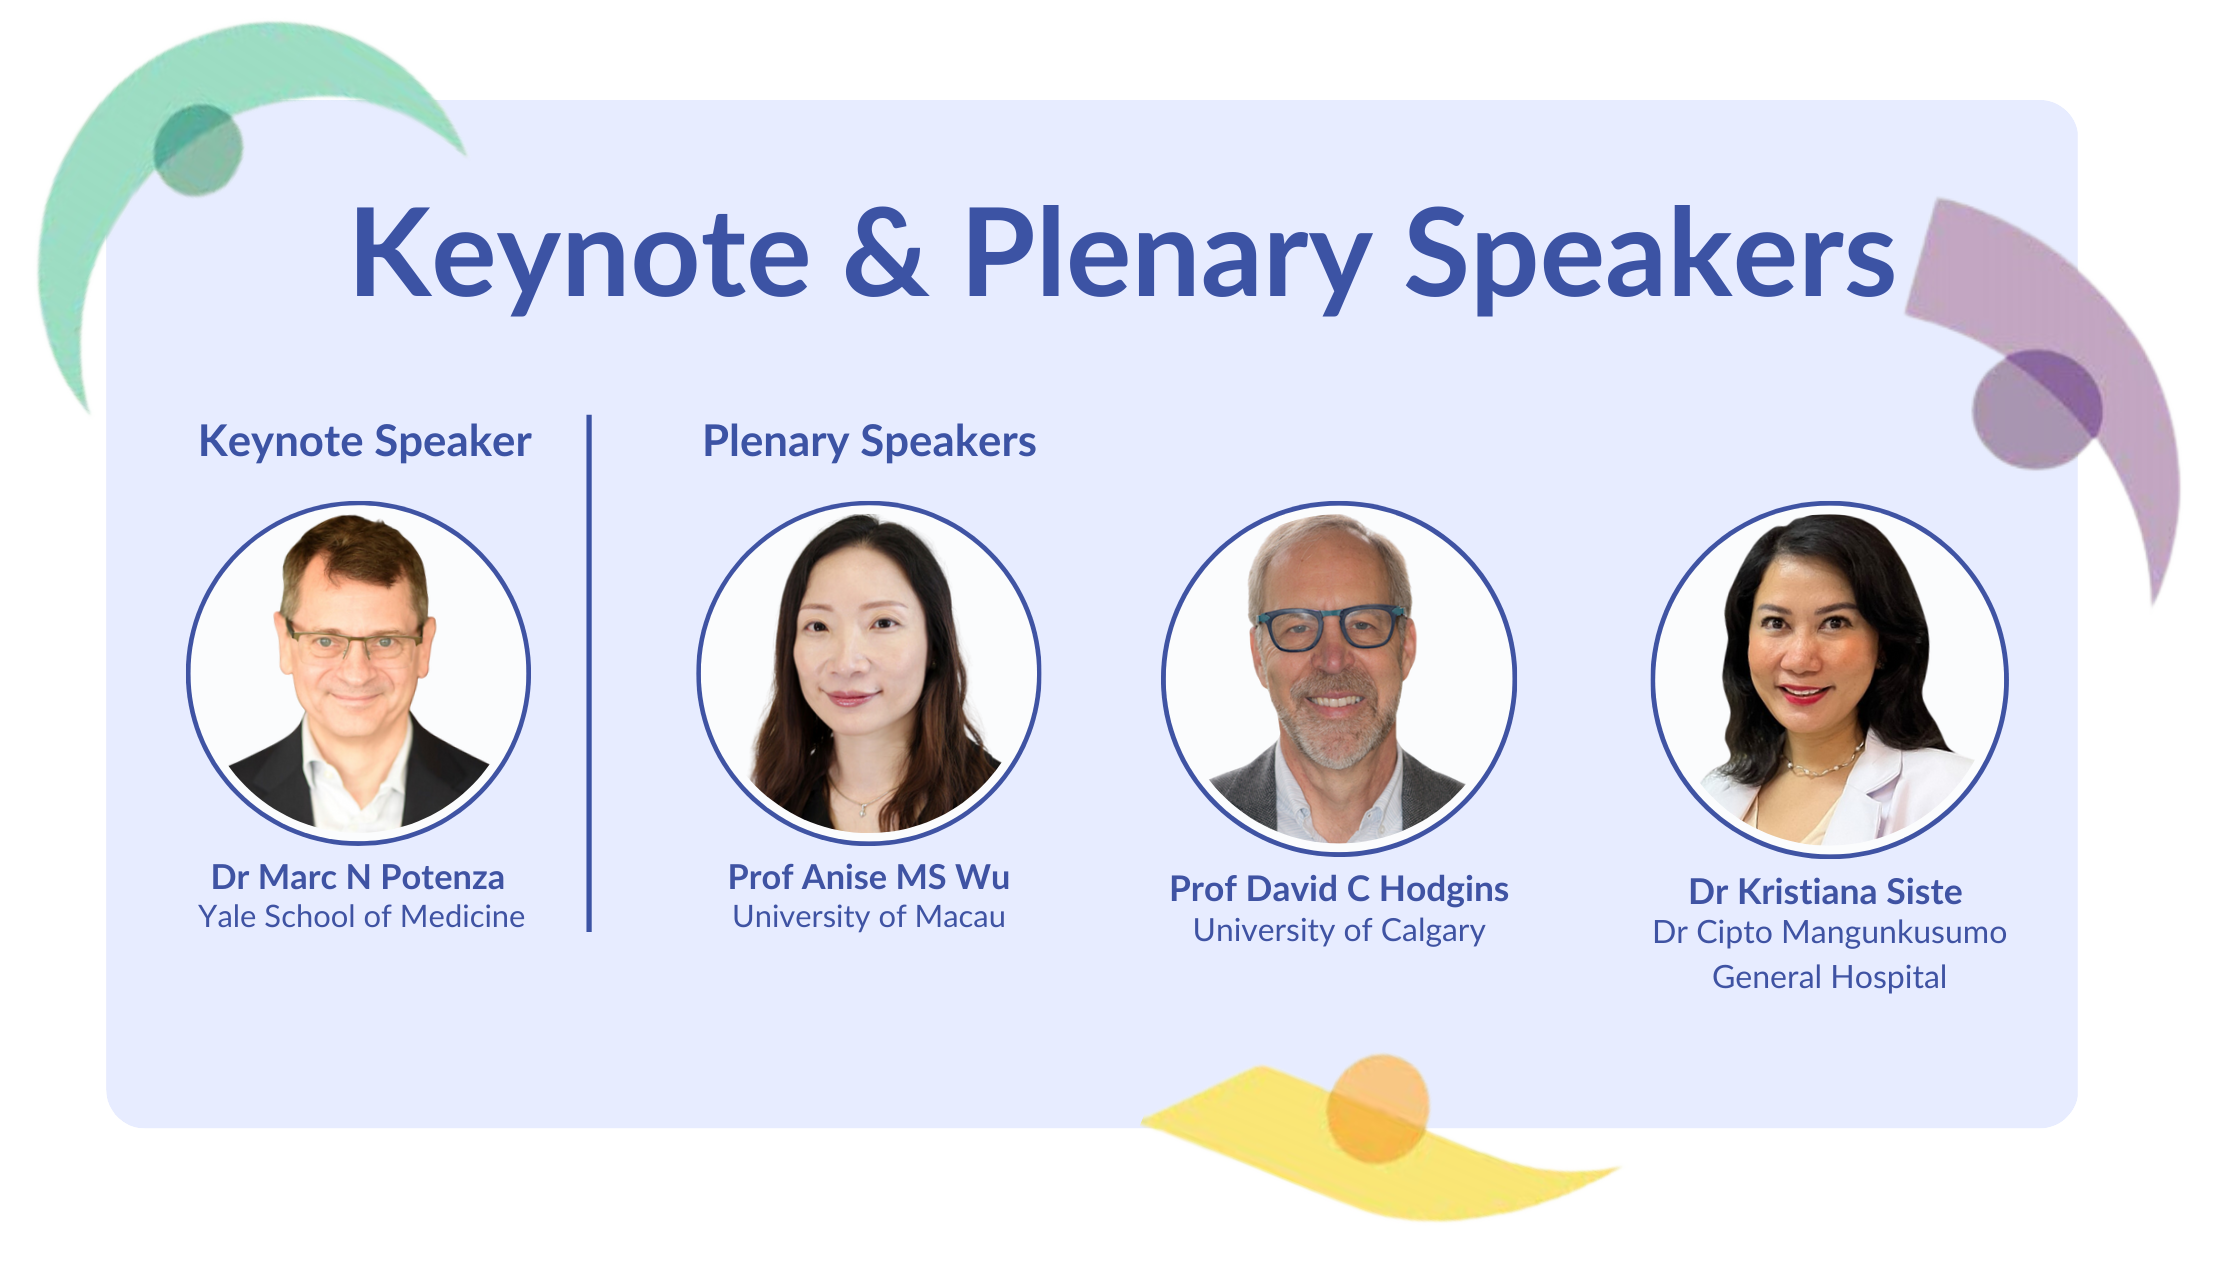 Keynote & Plenary Speakers
Keynote Speaker
Plenary Speakers
Dr Marc N Potenza
Yale School of Medicine
Prof Anise MS Wu
University of Macau
Prof David C Hodgins
University of Calgary
Dr Kristiana Siste
Dr Cipto Mangunkusumo
General Hospital